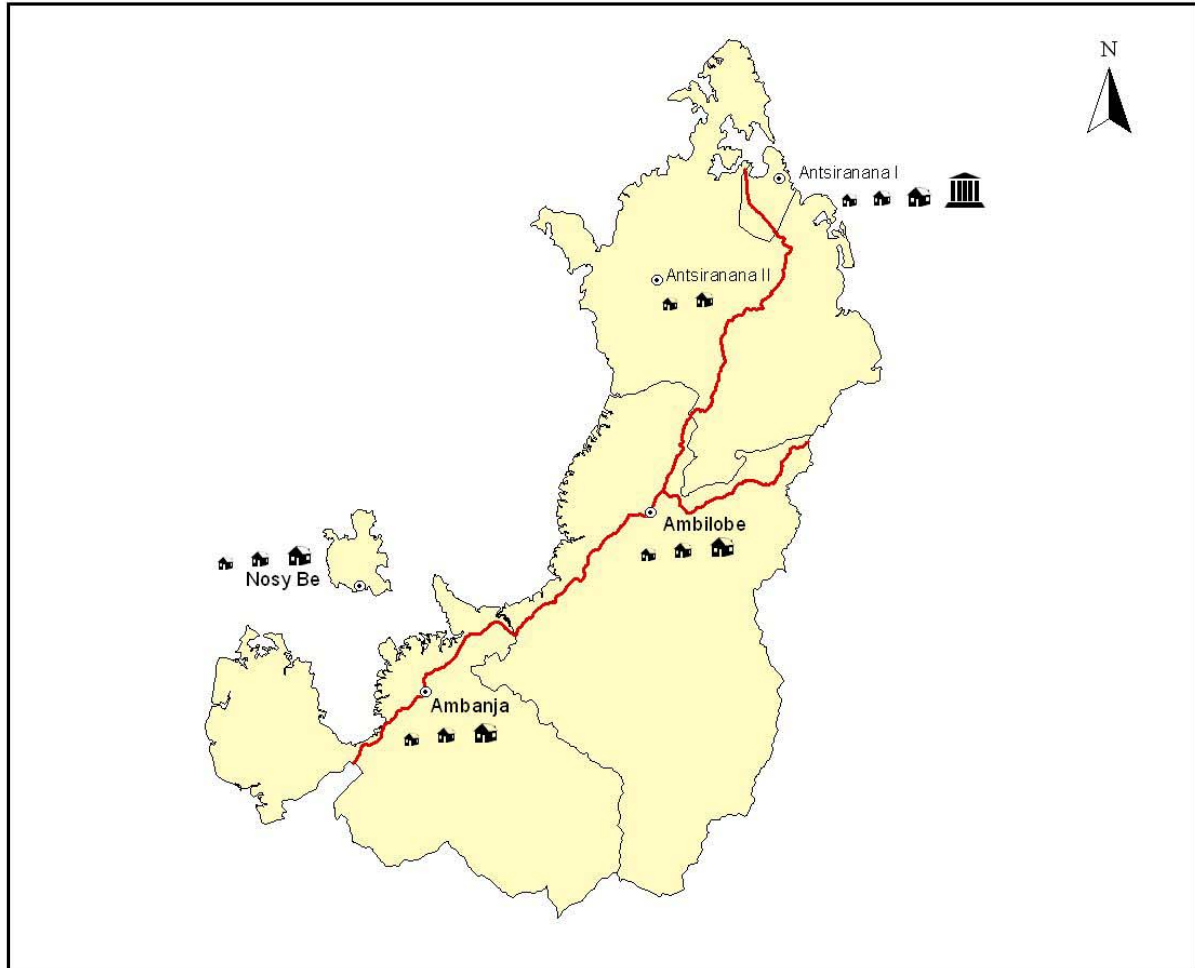 N
Antsiranana I
Antsiranana II
Ambilobe
Nosy Be
Ambanja